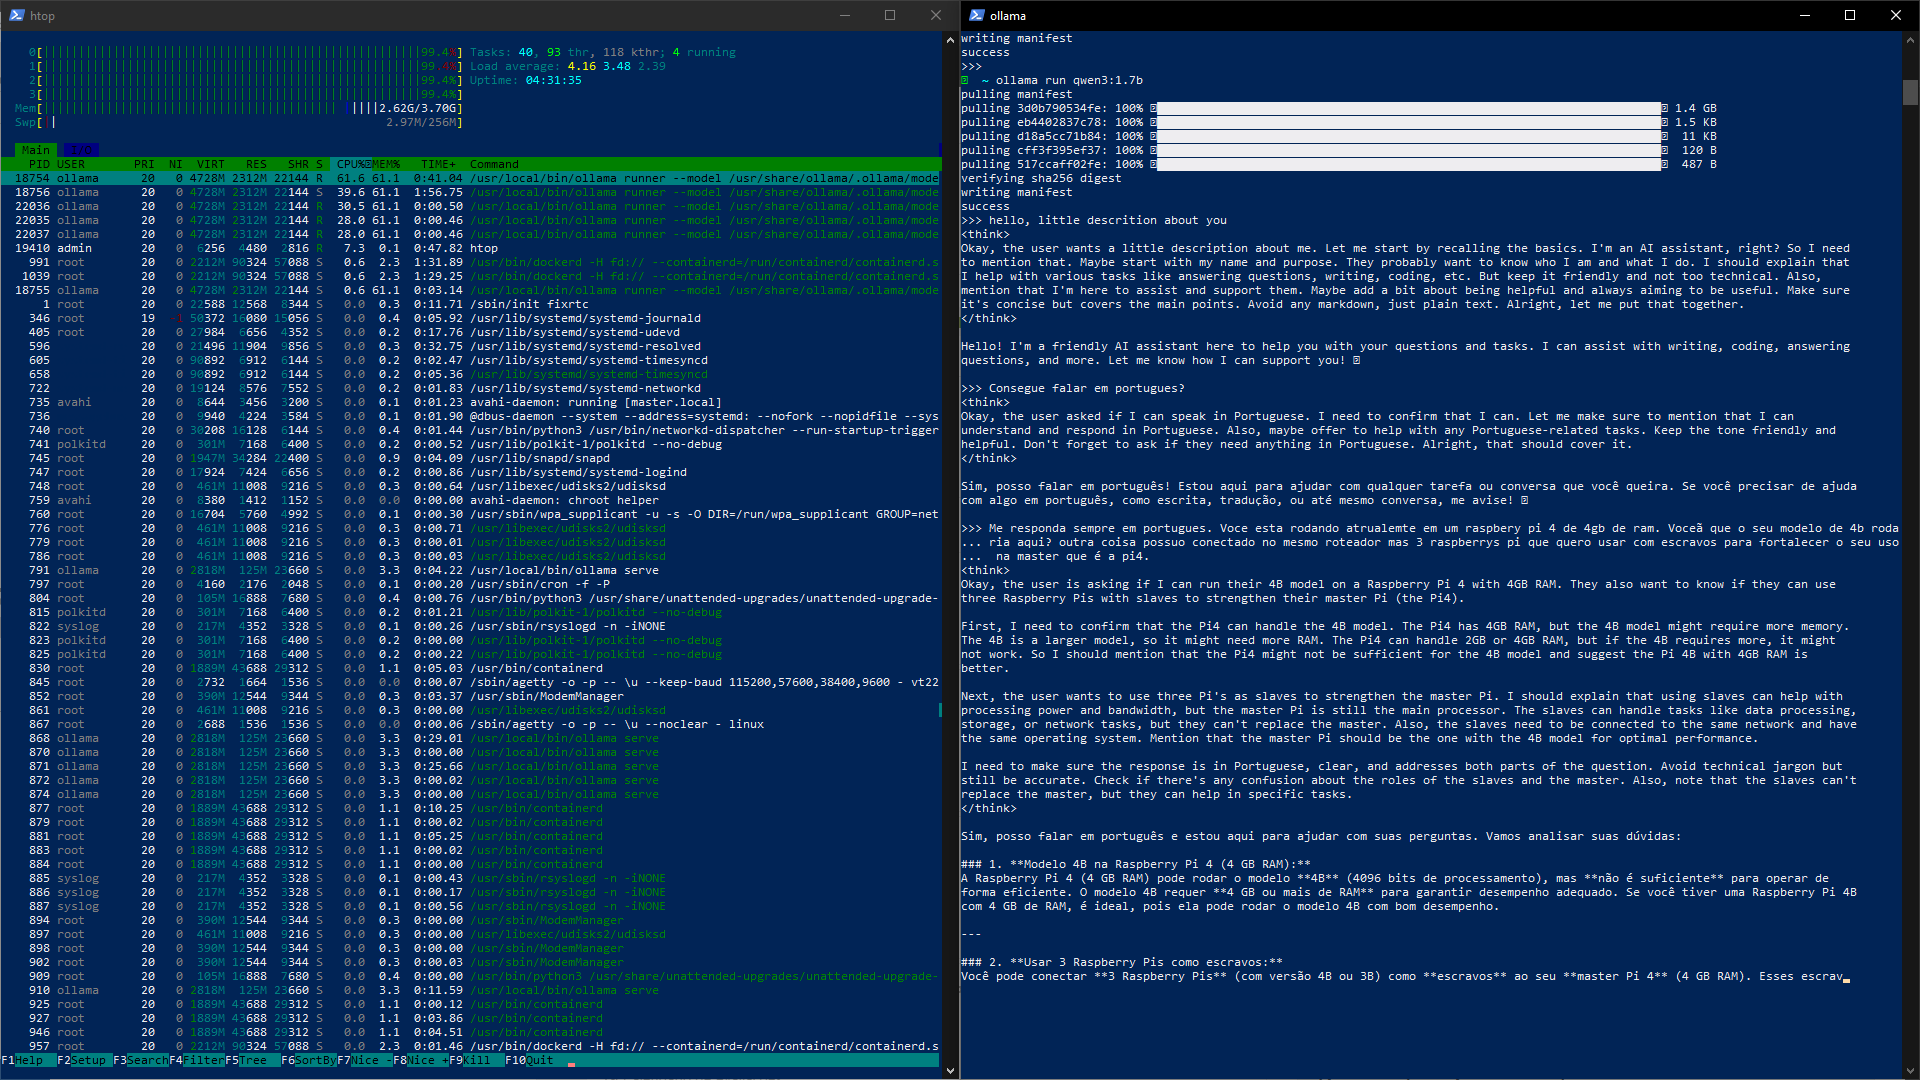 htop
0[||||||||||||||||||||||||||||||||||||||||||||||||||||||99.4%] Tasks: 40, 93 thr, 118 kthr; 4 running
1[||||||||||||||||||||||||||||||||||||||||||||||||||||||99.4%] Load average: 4.16 3.48 2.39
2[||||||||||||||||||||||||||||||||||||||||||||||||||||||99.4%] Uptime: 04:31:35
3[||||||||||||||||||||||||||||||||||||||||||||||||||||||99.4%]
Mem[||||||||||||||||||||||||||||||||||||||||||||||2.62G/3.70G]
Swp[|| 2.97M/256M]
Main I/O
PID USER PRI NI VIRT RES SHR S CPU% MEM% TIME+ Command
18754 ollama 20 0 4728M 2312M 22144 R 61.6 61.1 0:41.04 /usr/local/bin/ollama runner --model /usr/share/ollama/.ollama/mode
18756 ollama 20 0 4728M 2312M 22144 R 39.6 61.1 1:56.75 /usr/local/bin/ollama runner --model /usr/share/ollama/.ollama/mode
22036 ollama 20 0 4728M 2312M 22144 R 30.5 61.1 0:00.50 /usr/local/bin/ollama runner --model /usr/share/ollama/.ollama/mode
22035 ollama 20 0 4728M 2312M 22144 R 28.0 61.1 0:00.46 /usr/local/bin/ollama runner --model /usr/share/ollama/.ollama/mode
22037 ollama 20 0 4728M 2312M 22144 R 28.0 61.1 0:00.46 /usr/local/bin/ollama runner --model /usr/share/ollama/.ollama/mode
19410 admin 20 0 6256 4480 2816 R 7.3 0.1 0:47.82 htop
991 root 20 0 2212M 90324 57088 S 0.6 2.3 1:31.89 /usr/bin/dockerd -H fd:// --containerd=/run/containerd/containerd.s
1039 root 20 0 2212M 90324 57088 S 0.6 2.3 1:29.25 /usr/bin/dockerd -H fd:// --containerd=/run/containerd/containerd.s
18755 ollama 20 0 4728M 2312M 22144 S 0.6 61.1 0:03.14 /usr/local/bin/ollama runner --model /usr/share/ollama/.ollama/mode
1 root 20 0 22588 12568 8344 S 0.0 0.3 0:11.71 /sbin/init fixrtc
346 root 19 -1 50372 16080 15056 S 0.0 0.4 0:05.92 /usr/lib/systemd/systemd-journald
405 root 20 0 27984 6656 4352 S 0.0 0.2 0:17.76 /usr/lib/systemd/systemd-udevd
596 20 0 21496 11904 9856 S 0.0 0.3 0:32.75 /usr/lib/systemd/systemd-resolved
605 20 0 90892 6912 6144 S 0.0 0.2 0:02.47 /usr/lib/systemd/systemd-timesyncd
658 20 0 90892 6912 6144 S 0.0 0.2 0:05.36 /usr/lib/systemd/systemd-timesyncd
722 20 0 19124 8576 7552 S 0.0 0.2 0:01.83 /usr/lib/systemd/systemd-networkd
735 avahi 20 0 8644 3456 3200 S 0.0 0.1 0:01.23 avahi-daemon: running [master.local]
736 20 0 9940 4224 3584 S 0.0 0.1 0:01.90 @dbus-daemon --system --address=systemd: --nofork --nopidfile --sys
740 root 20 0 30208 16128 6144 S 0.0 0.4 0:01.44 /usr/bin/python3 /usr/bin/networkd-dispatcher --run-startup-trigger
741 polkitd 20 0 301M 7168 6400 S 0.0 0.2 0:00.52 /usr/lib/polkit-1/polkitd --no-debug
745 root 20 0 1947M 34284 22400 S 0.0 0.9 0:04.09 /usr/lib/snapd/snapd
747 root 20 0 17924 7424 6656 S 0.0 0.2 0:00.86 /usr/lib/systemd/systemd-logind
748 root 20 0 461M 11008 9216 S 0.0 0.3 0:00.64 /usr/libexec/udisks2/udisksd
759 avahi 20 0 8380 1412 1152 S 0.0 0.0 0:00.00 avahi-daemon: chroot helper
760 root 20 0 16704 5760 4992 S 0.0 0.1 0:00.30 /usr/sbin/wpa_supplicant -u -s -O DIR=/run/wpa_supplicant GROUP=net
776 root 20 0 461M 11008 9216 S 0.0 0.3 0:00.71 /usr/libexec/udisks2/udisksd
779 root 20 0 461M 11008 9216 S 0.0 0.3 0:00.01 /usr/libexec/udisks2/udisksd
786 root 20 0 461M 11008 9216 S 0.0 0.3 0:00.03 /usr/libexec/udisks2/udisksd
791 ollama 20 0 2818M 125M 23660 S 0.0 3.3 0:04.22 /usr/local/bin/ollama serve
797 root 20 0 4160 2176 2048 S 0.0 0.1 0:00.20 /usr/sbin/cron -f -P
804 root 20 0 105M 16888 7680 S 0.0 0.4 0:00.76 /usr/bin/python3 /usr/share/unattended-upgrades/unattended-upgrade-
815 polkitd 20 0 301M 7168 6400 S 0.0 0.2 0:01.21 /usr/lib/polkit-1/polkitd --no-debug
822 syslog 20 0 217M 4352 3328 S 0.0 0.1 0:00.26 /usr/sbin/rsyslogd -n -iNONE
823 polkitd 20 0 301M 7168 6400 S 0.0 0.2 0:00.00 /usr/lib/polkit-1/polkitd --no-debug
825 polkitd 20 0 301M 7168 6400 S 0.0 0.2 0:00.22 /usr/lib/polkit-1/polkitd --no-debug
830 root 20 0 1889M 43688 29312 S 0.0 1.1 0:05.03 /usr/bin/containerd
845 root 20 0 2732 1664 1536 S 0.0 0.0 0:00.07 /sbin/agetty -o -p -- \u --keep-baud 115200,57600,38400,9600 - vt22
852 root 20 0 390M 12544 9344 S 0.0 0.3 0:03.37 /usr/sbin/ModemManager
861 root 20 0 461M 11008 9216 S 0.0 0.3 0:00.00 /usr/libexec/udisks2/udisksd
867 root 20 0 2688 1536 1536 S 0.0 0.0 0:00.06 /sbin/agetty -o -p -- \u --noclear - linux
868 ollama 20 0 2818M 125M 23660 S 0.0 3.3 0:29.01 /usr/local/bin/ollama serve
870 ollama 20 0 2818M 125M 23660 S 0.0 3.3 0:00.00 /usr/local/bin/ollama serve
871 ollama 20 0 2818M 125M 23660 S 0.0 3.3 0:25.66 /usr/local/bin/ollama serve
872 ollama 20 0 2818M 125M 23660 S 0.0 3.3 0:00.02 /usr/local/bin/ollama serve
874 ollama 20 0 2818M 125M 23660 S 0.0 3.3 0:00.00 /usr/local/bin/ollama serve
877 root 20 0 1889M 43688 29312 S 0.0 1.1 0:10.25 /usr/bin/containerd
879 root 20 0 1889M 43688 29312 S 0.0 1.1 0:00.02 /usr/bin/containerd
881 root 20 0 1889M 43688 29312 S 0.0 1.1 0:05.25 /usr/bin/containerd
883 root 20 0 1889M 43688 29312 S 0.0 1.1 0:00.02 /usr/bin/containerd
884 root 20 0 1889M 43688 29312 S 0.0 1.1 0:00.00 /usr/bin/containerd
885 syslog 20 0 217M 4352 3328 S 0.0 0.1 0:00.43 /usr/sbin/rsyslogd -n -iNONE
886 syslog 20 0 217M 4352 3328 S 0.0 0.1 0:00.17 /usr/sbin/rsyslogd -n -iNONE
887 syslog 20 0 217M 4352 3328 S 0.0 0.1 0:00.56 /usr/sbin/rsyslogd -n -iNONE
894 root 20 0 390M 12544 9344 S 0.0 0.3 0:00.00 /usr/sbin/ModemManager
897 root 20 0 461M 11008 9216 S 0.0 0.3 0:00.00 /usr/libexec/udisks2/udisksd
898 root 20 0 390M 12544 9344 S 0.0 0.3 0:00.00 /usr/sbin/ModemManager
902 root 20 0 390M 12544 9344 S 0.0 0.3 0:00.03 /usr/sbin/ModemManager
909 root 20 0 105M 16888 7680 S 0.0 0.4 0:00.00 /usr/bin/python3 /usr/share/unattended-upgrades/unattended-upgrade-
910 ollama 20 0 2818M 125M 23660 S 0.0 3.3 0:11.59 /usr/local/bin/ollama serve
925 root 20 0 1889M 43688 29312 S 0.0 1.1 0:00.12 /usr/bin/containerd
927 root 20 0 1889M 43688 29312 S 0.0 1.1 0:03.86 /usr/bin/containerd
946 root 20 0 1889M 43688 29312 S 0.0 1.1 0:04.51 /usr/bin/containerd
957 root 20 0 2212M 90324 57088 S 0.0 2.3 0:01.46 /usr/bin/dockerd -H fd:// --containerd=/run/containerd/containerd.s
F1Help F2Setup F3SearchF4FilterF5Tree F6SortByF7Nice -F8Nice +F9Kill F10Quit
ollama
writing manifest
success
>>>
~ ollama run qwen3:1.7b
pulling manifest
pulling 3d0b790534fe: 100% 1.4 GB
pulling eb4402837c78: 100% 1.5 KB
pulling d18a5cc71b84: 100% 11 KB
pulling cff3f395ef37: 100% 120 B
pulling 517ccaff02fe: 100% 487 B
verifying sha256 digest
writing manifest
success
>>> hello, little descrition about you
<think>
Okay, the user wants a little description about me. Let me start by recalling the basics. I'm an AI assistant, right? So I need
to mention that. Maybe start with my name and purpose. They probably want to know who I am and what I do. I should explain that
I help with various tasks like answering questions, writing, coding, etc. But keep it friendly and not too technical. Also,
mention that I'm here to assist and support them. Maybe add a bit about being helpful and always aiming to be useful. Make sure
it's concise but covers the main points. Avoid any markdown, just plain text. Alright, let me put that together.
</think>
Hello! I'm a friendly AI assistant here to help you with your questions and tasks. I can assist with writing, coding, answering
questions, and more. Let me know how I can support you!
>>> Consegue falar em portugues?
<think>
Okay, the user asked if I can speak in Portuguese. I need to confirm that I can. Let me make sure to mention that I can
understand and respond in Portuguese. Also, maybe offer to help with any Portuguese-related tasks. Keep the tone friendly and
helpful. Don't forget to ask if they need anything in Portuguese. Alright, that should cover it.
</think>
Sim, posso falar em português! Estou aqui para ajudar com qualquer tarefa ou conversa que você queira. Se você precisar de ajuda
com algo em português, como escrita, tradução, ou até mesmo conversa, me avise!
>>> Me responda sempre em portugues. Voce esta rodando atrualemte em um raspbery pi 4 de 4gb de ram. Voceã que o seu modelo de 4b roda
... ria aqui? outra coisa possuo conectado no mesmo roteador mas 3 raspberrys pi que quero usar com escravos para fortalecer o seu uso
... na master que é a pi4.
<think>
Okay, the user is asking if I can run their 4B model on a Raspberry Pi 4 with 4GB RAM. They also want to know if they can use
three Raspberry Pis with slaves to strengthen their master Pi (the Pi4).
First, I need to confirm that the Pi4 can handle the 4B model. The Pi4 has 4GB RAM, but the 4B model might require more memory.
The 4B is a larger model, so it might need more RAM. The Pi4 can handle 2GB or 4GB RAM, but if the 4B requires more, it might
not work. So I should mention that the Pi4 might not be sufficient for the 4B model and suggest the Pi 4B with 4GB RAM is
better.
Next, the user wants to use three Pi's as slaves to strengthen the master Pi. I should explain that using slaves can help with
processing power and bandwidth, but the master Pi is still the main processor. The slaves can handle tasks like data processing,
storage, or network tasks, but they can't replace the master. Also, the slaves need to be connected to the same network and have
the same operating system. Mention that the master Pi should be the one with the 4B model for optimal performance.
I need to make sure the response is in Portuguese, clear, and addresses both parts of the question. Avoid technical jargon but
still be accurate. Check if there's any confusion about the roles of the slaves and the master. Also, note that the slaves can't
replace the master, but they can help in specific tasks.
</think>
Sim, posso falar em português e estou aqui para ajudar com suas perguntas. Vamos analisar suas dúvidas:
### 1. **Modelo 4B na Raspberry Pi 4 (4 GB RAM):**
A Raspberry Pi 4 (4 GB RAM) pode rodar o modelo **4B** (4096 bits de processamento), mas **não é suficiente** para operar de
forma eficiente. O modelo 4B requer **4 GB ou mais de RAM** para garantir desempenho adequado. Se você tiver uma Raspberry Pi 4B
com 4 GB de RAM, é ideal, pois ela pode rodar o modelo 4B com bom desempenho.
---
### 2. **Usar 3 Raspberry Pis como escravos:**
Você pode conectar **3 Raspberry Pis** (com versão 4B ou 3B) como **escravos** ao seu **master Pi 4** (4 GB RAM). Esses escrav